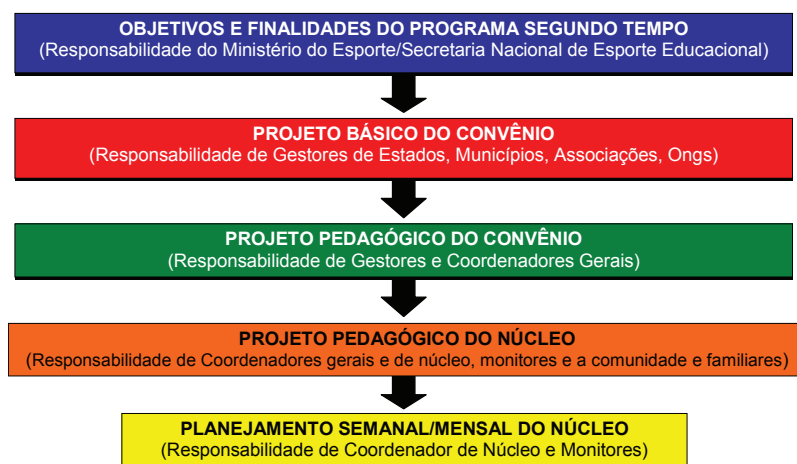 OBJETIVOS E FINALIDADES DO PROGRAMA SEGUNDO TEMPO
(Responsabilidade do Ministério do Esporte/Secretaria Nacional de Esporte Educacional)
PROJETO BÁSICO DO CONVÊNIO
(Responsabilidade de Gestores de Estados, Municípios, Associações, Ongs)
PROJETO PEDAGÓGICO DO CONVÊNIO
(Responsabilidade de Gestores e Coordenadores Gerais)
PROJETO PEDAGÓGICO DO NÚCLEO
(Responsabilidade de Coordenadores gerais e de núcleo, monitores e a comunidade e familiares)
PLANEJAMENTO SEMANAL/MENSAL DO NÚCLEO
(Responsabilidade de Coordenador de Núcleo e Monitores)